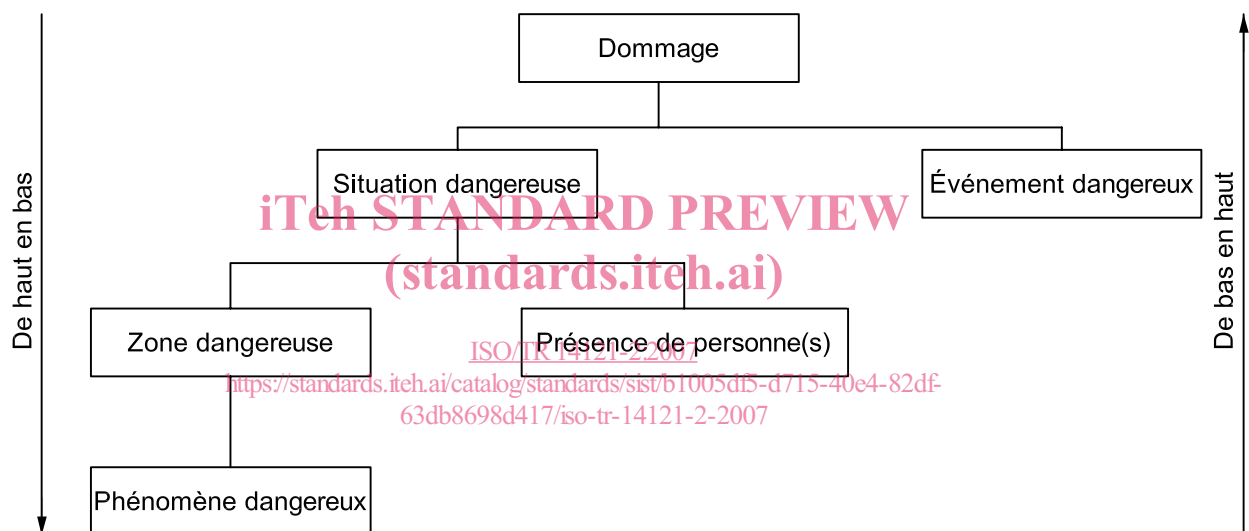 Dommage
De haut en bas
De bas en haut
Situation dangereuse
Événement dangereux
iTeh STANDARD PREVIEW
(standards.iteh.ai)
Zone dangereuse
Présence de personne(s)
ISO/TR 14121-2:2007
https://standards.iteh.ai/catalog/standards/sist/b1005df5-d715-40e4-82df-
63db8698d417/iso-tr-14121-2-2007
Phénomène dangereux